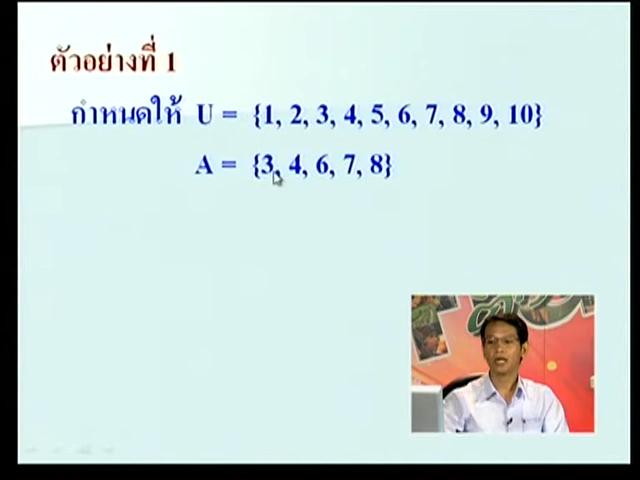 ตัวอย่างที่ 1
กำหนดให้ U = {1, 2, 3, 4, 5, 6, 7, 8, 9, 10}
A = {3, 4, 6, 7, 8}